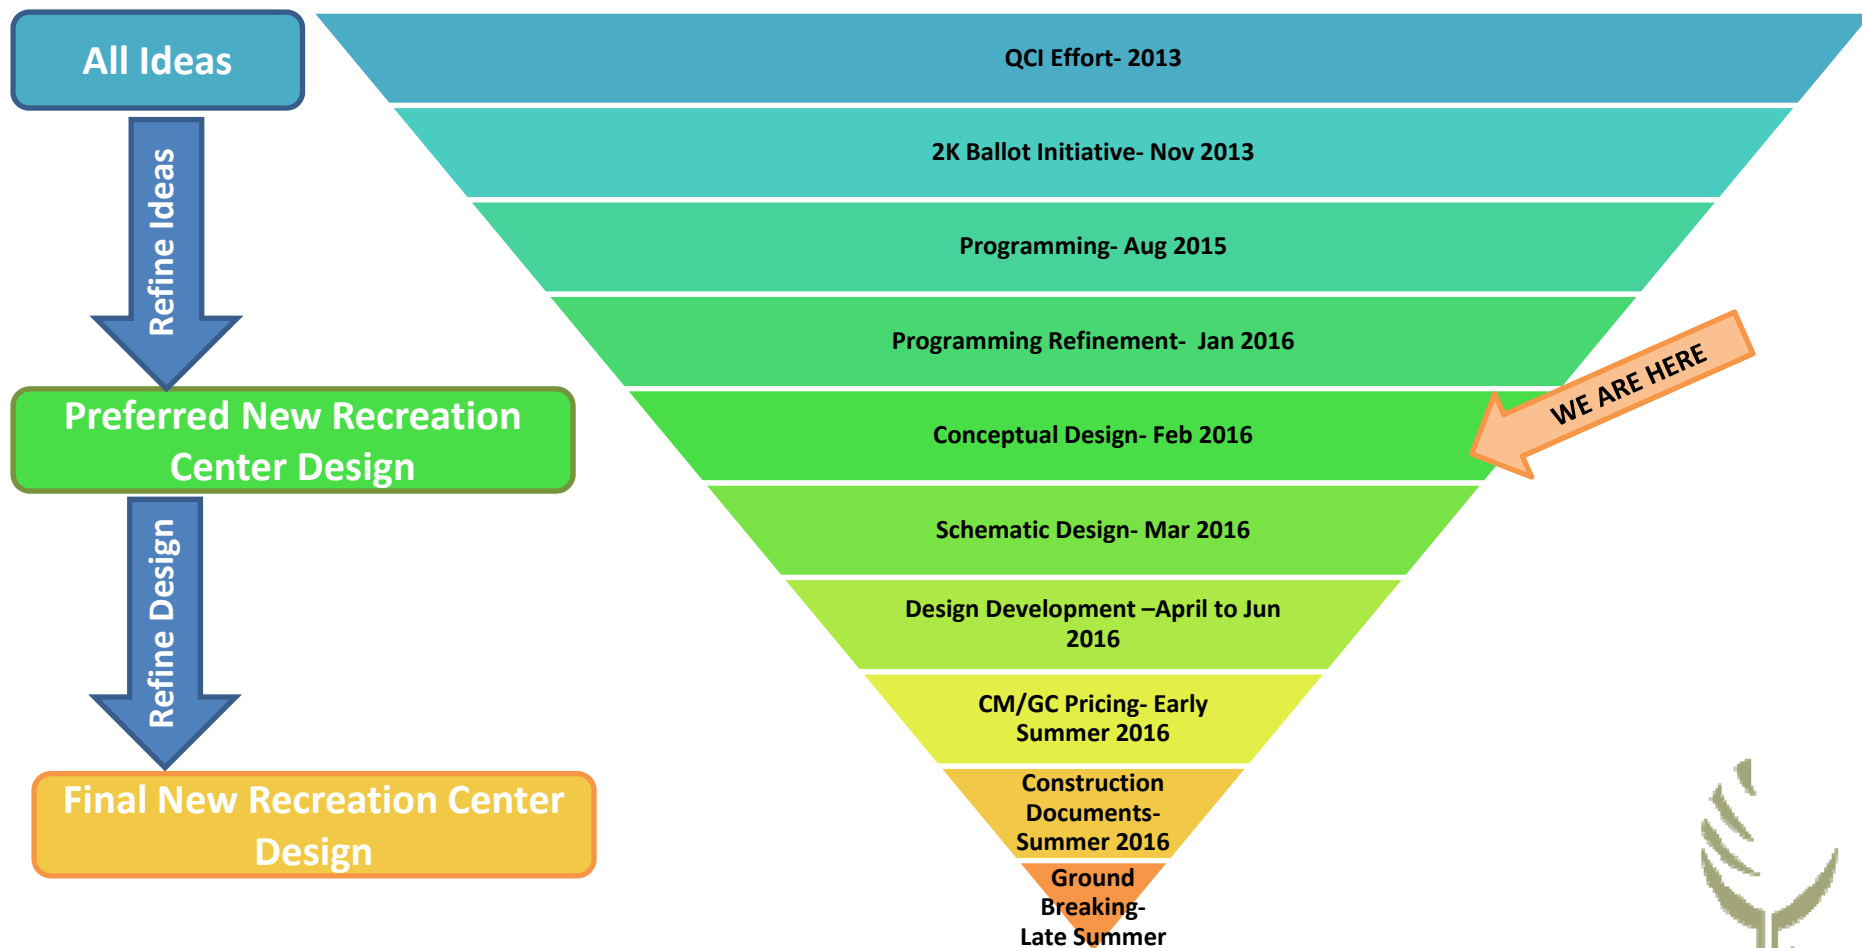 All Ideas
Refine Ideas
Preferred New Recreation
Center Design
Refine Design
Final New Recreation Center
Design
QCI Effort- 2013
2K Ballot Initiative- Nov 2013
Programming- Aug 2015
Programming Refinement-  Jan 2016
Conceptual Design- Feb 2016
WE ARE HERE
Schematic Design- Mar 2016
Design Development –April to Jun
2016
CM/GC Pricing- Early
Summer 2016
Construction
Documents-
Summer 2016
Ground
Breaking-
Late Summer